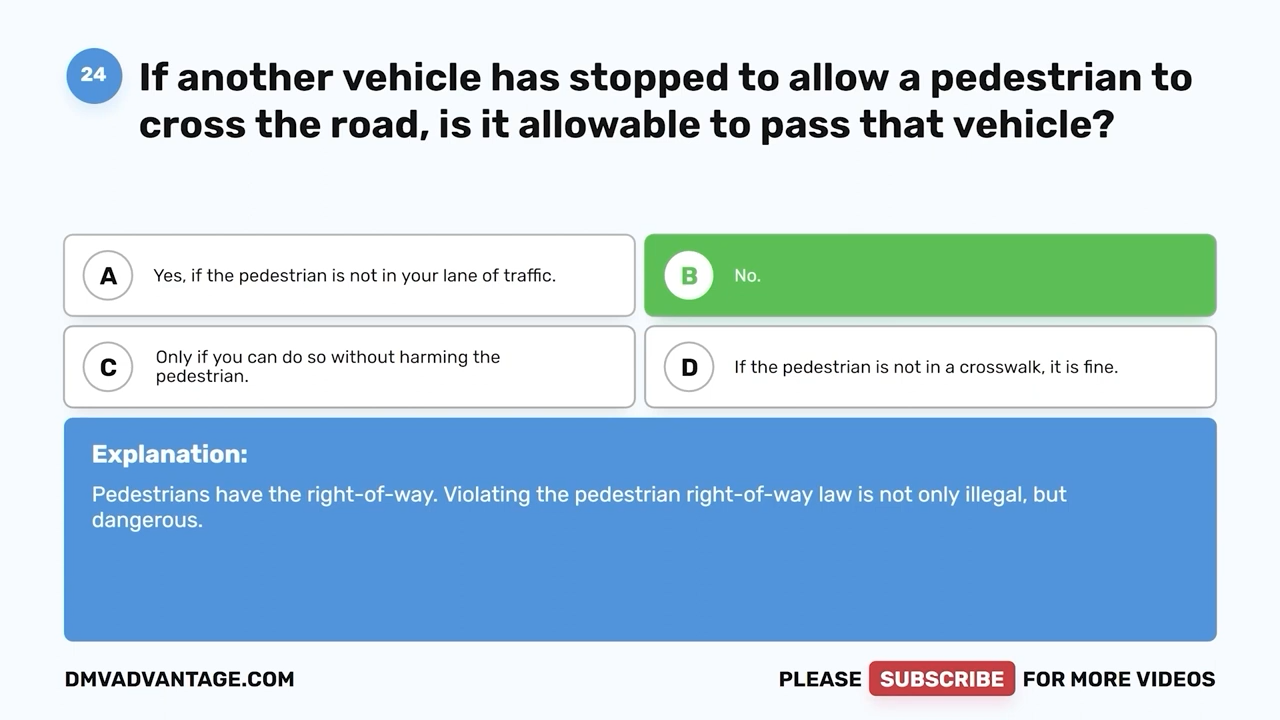 24
If another vehicle has stopped to allow a pedestrian to
cross the road, is it allowable to pass that vehicle?
A
Yes, if the pedestrian is not in your lane of traffic.
B
No.
C
Only if you can do so without harming the
pedestrian.
D
If the pedestrian is not in a crosswalk, it is fine.
Explanation:
Pedestrians have the right-of-way. Violating the pedestrian right-of-way law is not only illegal, but
dangerous.
DMVADVANTAGE.COM
PLEASE SUBSCRIBE FOR MORE VIDEOS